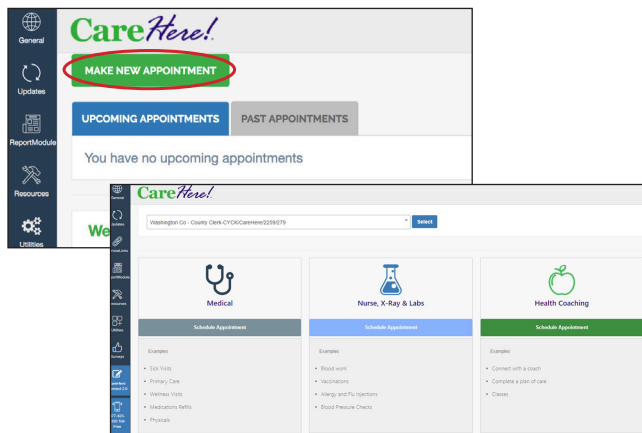 General
CareHere!
MAKE NEW APPOINTMENT
Updates
UPCOMING APPOINTMENTS
PAST APPOINTMENTS
ReportModule
You have no upcoming appointments
Resources
We
Utilities
General
CareHere!
Updates
Washington Co - County Clerk-CYCK/CareHere/2259/279
Select
Medical
Nurse, X-Ray & Labs
Health Coaching
Schedule Appointment
Schedule Appointment
Schedule Appointment
Utilities
Surveys
Examples
Examples
Examples
• Sick Visits
• Blood work
• Connect with a coach
• Primary Care
• Vaccinations
• Complete a plan of care
• Wellness Visits
• Allergy and Flu Injections
• Classes
• Medications Refills
• Blood Pressure Checks
• Physicals
Free